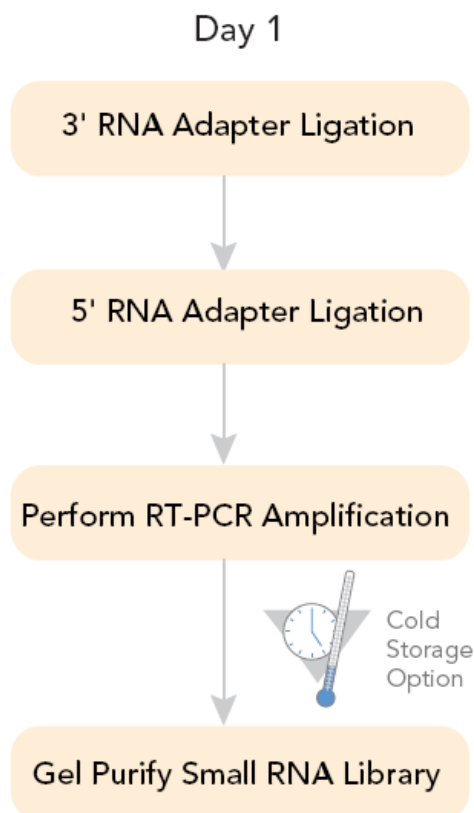 Day 1
3' RNA Adapter Ligation
5' RNA Adapter Ligation
Perform RT-PCR Amplification
Cold
Storage
Option
Gel Purify Small RNA Library